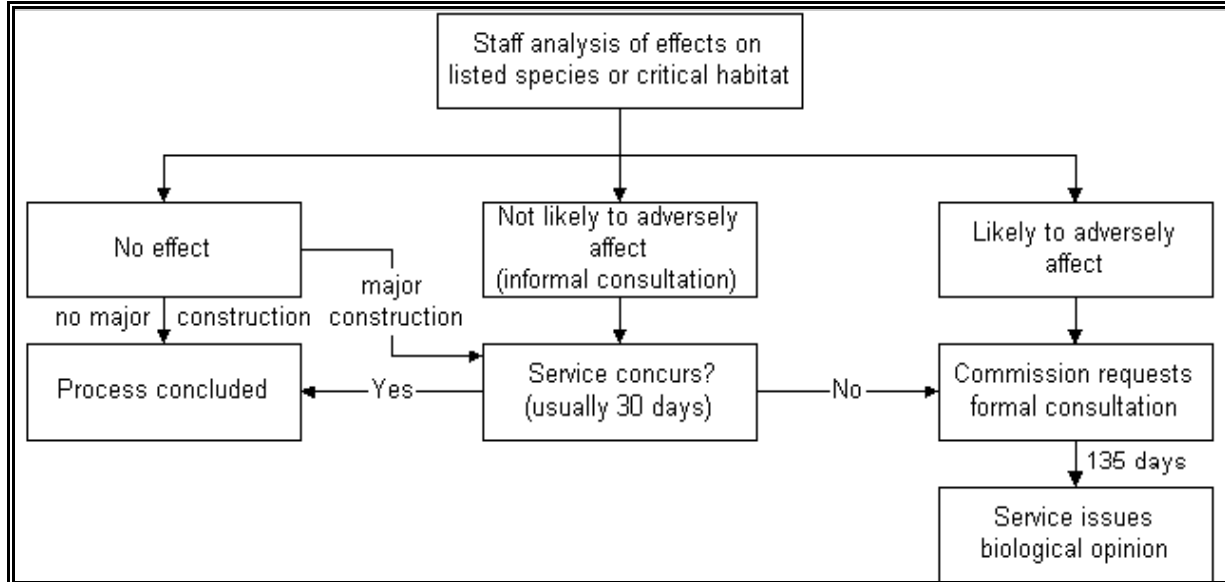 Staff analysis of effects on
listed species or critical habitat
No effect
Not likely to adversely
affect
(informal consultation)
Likely to adversely
affect
no major construction
major
construction
Process concluded
Yes
Service concurs?
(usually 30 days)
No
Commission requests
formal consultation
135 days
Service issues
biological opinion